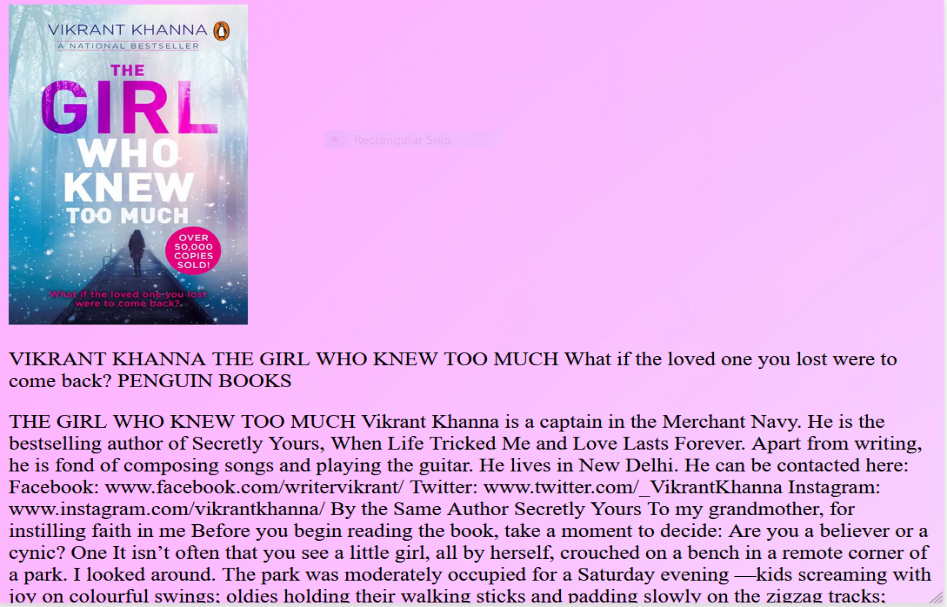 VIKRANT KHANNA
A NATIONAL BESTSELLER
THE
GIRL
WHO
KNEW
TOO MUCH
OVER
50,000
COPIES
SOLD!
What if the loved one you lost
were to come back?
Rectangular Snip
VIKRANT KHANNA THE GIRL WHO KNEW TOO MUCH What if the loved one you lost were to
come back? PENGUIN BOOKS
THE GIRL WHO KNEW TOO MUCH Vikrant Khanna is a captain in the Merchant Navy. He is the
bestselling author of Secretly Yours, When Life Tricked Me and Love Lasts Forever. Apart from writing,
he is fond of composing songs and playing the guitar. He lives in New Delhi. He can be contacted here:
Facebook: www.facebook.com/writervikrant/ Twitter: www.twitter.com/_VikrantKhanna Instagram:
www.instagram.com/vikrantkhanna/ By the Same Author Secretly Yours To my grandmother, for
instilling faith in me Before you begin reading the book, take a moment to decide: Are you a believer or a
cynic? One It isn’t often that you see a little girl, all by herself, crouched on a bench in a remote corner of
a park. I looked around. The park was moderately occupied for a Saturday evening —kids screaming with
joy on colourful swings; oldies holding their walking sticks and padding slowly on the zigzag tracks;